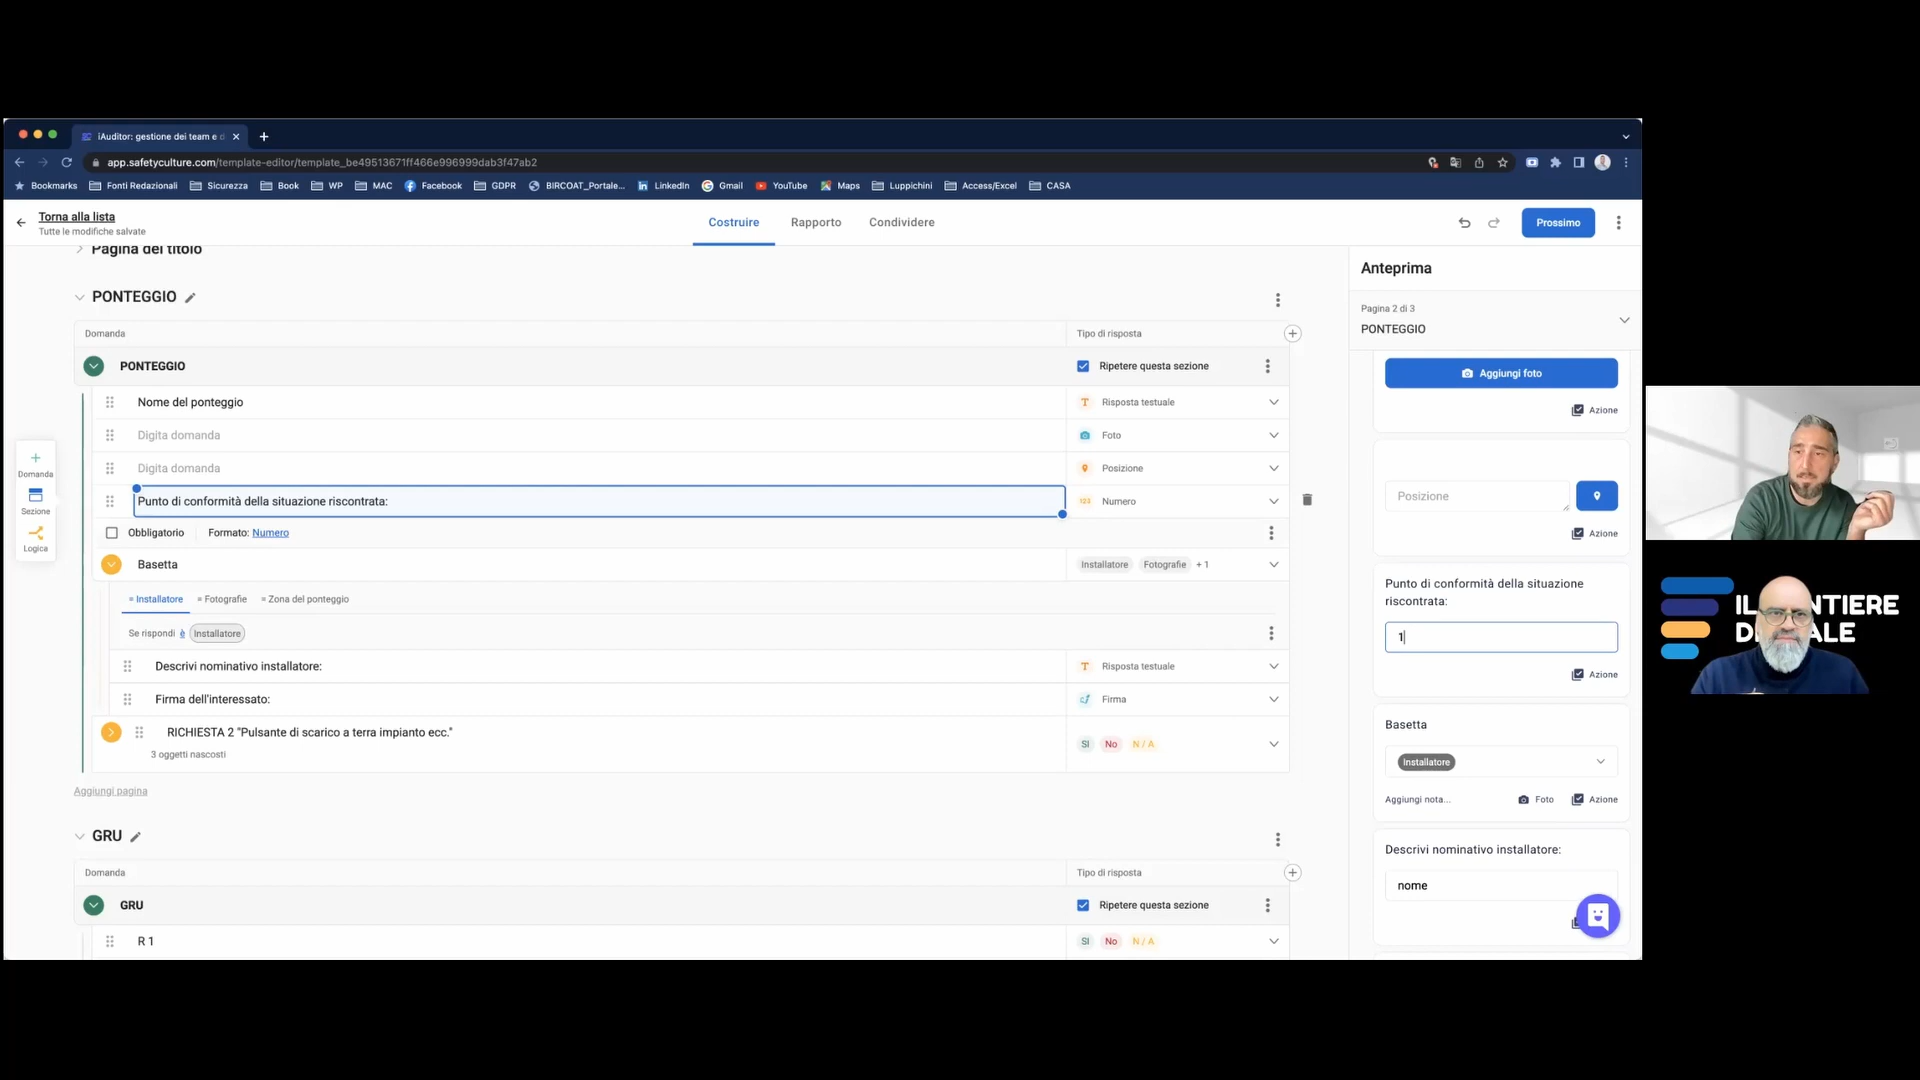 iAuditor: gestione dei team e d
app.safetyculture.com/template-editor/template_be49513671ff466e996999dab3f47ab2
Bookmarks Fonti Redazionali Sicurezza Book WP MAC Facebook GDPR BIRCOAT_Portale... LinkedIn Gmail YouTube Maps Luppichini Access/Excel CASA
Torna alla lista
Tutte le modifiche salvate
Costruire Rapporto Condividere
Prossimo
Pagina del titolo
PONTEGGIO
Domanda Tipo di risposta
PONTEGGIO Ripetere questa sezione
Nome del ponteggio Risposta testuale
Digita domanda Foto
Digita domanda Posizione
Punto di conformità della situazione riscontrata: 123 Numero
Obbligatorio Formato: Numero
Basetta Installatore Fotografie + 1
= Installatore = Fotografie = Zona del ponteggio
Se rispondi è Installatore
Descrivi nominativo installatore: T Risposta testuale
Firma dell'interessato: Firma
RICHIESTA 2 "Pulsante di scarico a terra impianto ecc."
3 oggetti nascosti
SI No N / A
Aggiungi pagina
GRU
Domanda Tipo di risposta
GRU Ripetere questa sezione
R 1 SI No N / A
Domanda
Sezione
Logica
Anteprima
Pagina 2 di 3
PONTEGGIO
Aggiungi foto
Azione
Posizione
Azione
Punto di conformità della situazione
riscontrata:
1
Azione
Basetta
Installatore
Aggiungi nota... Foto Azione
Descrivi nominativo installatore:
nome